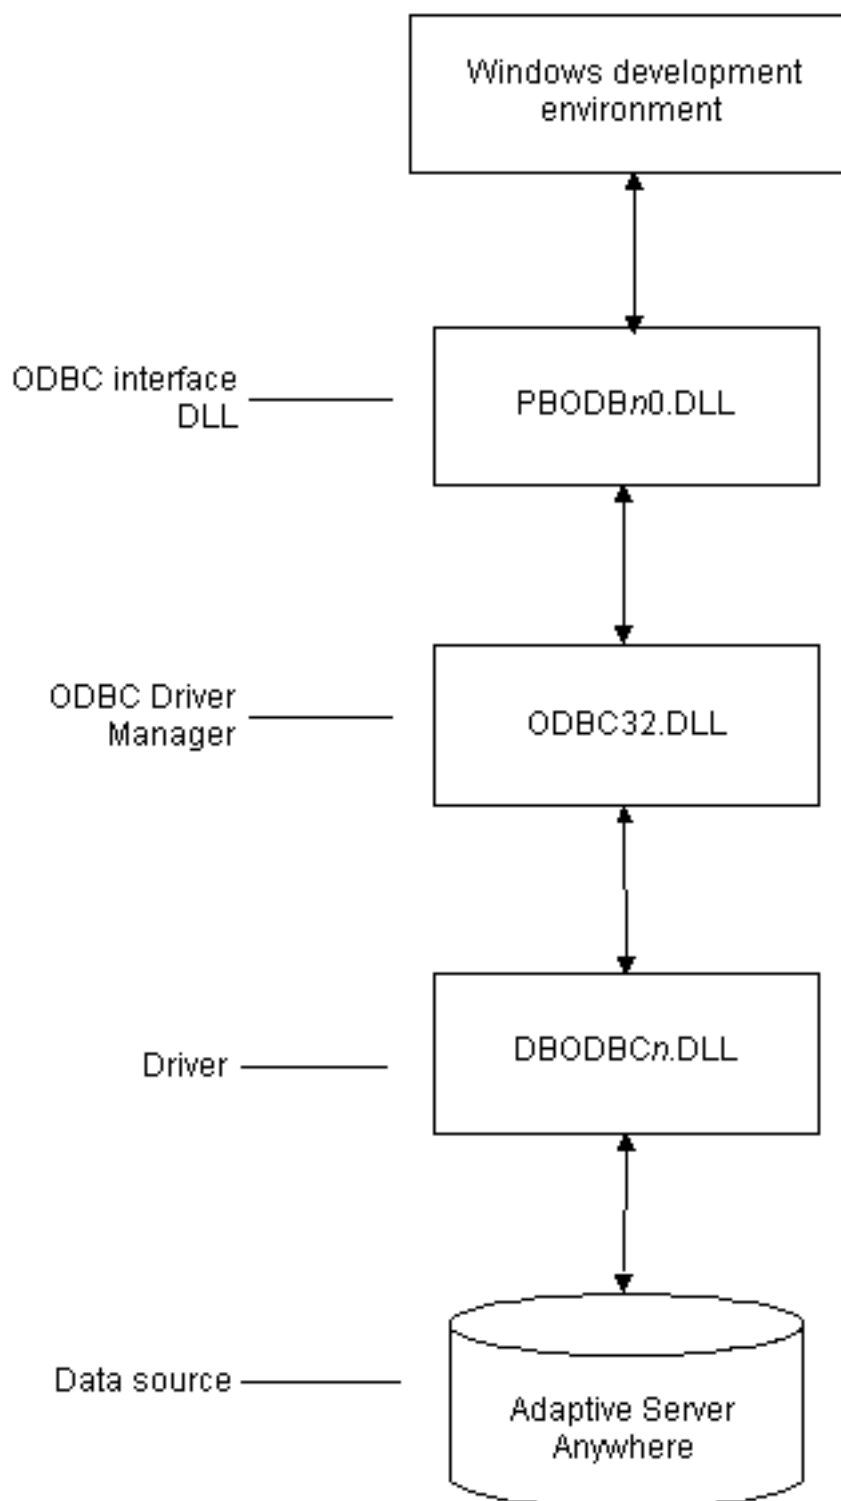 Windows development
environment
ODBC interface
DLL
PBODBn0.DLL
ODBC Driver
Manager
ODBC32.DLL
Driver
DBODBCn.DLL
Data source
Adaptive Server
Anywhere